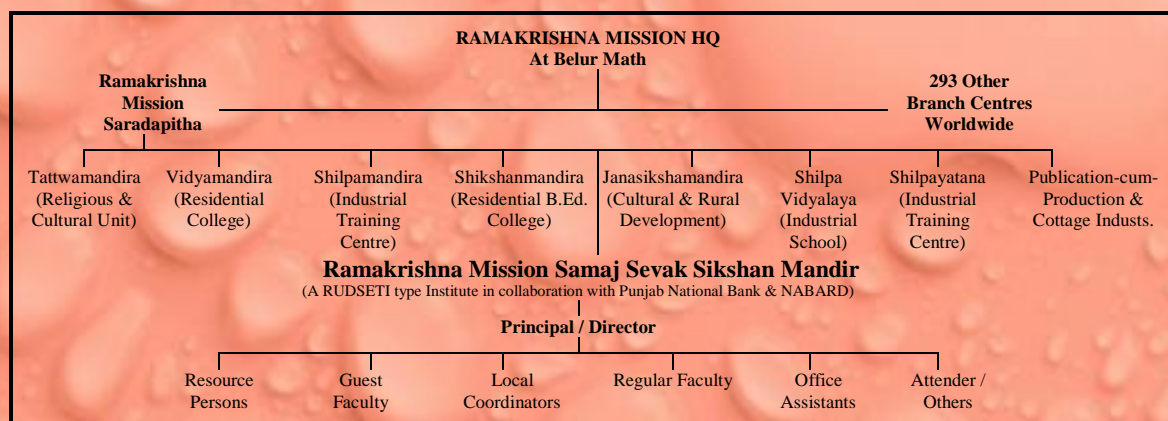 RAMAKRISHNA MISSION HQ
At Belur Math
Ramakrishna
Mission
Saradapitha
293 Other
Branch Centres
Worldwide
Tattwamandira
(Religious &
Cultural Unit)
Vidyamandira
(Residential
College)
Shilpamandira
(Industrial
Training
Centre)
Shikshanmandira
(Residential B.Ed.
College)
Janasikshamandira
(Cultural & Rural
Development)
Shilpa
Vidyalaya
(Industrial
School)
Shilpayatana
(Industrial
Training
Centre)
Publication-cum-
Production &
Cottage Industs.
Ramakrishna Mission Samaj Sevak Sikshan Mandir
(A RUDSETI type Institute in collaboration with Punjab National Bank & NABARD)
Principal / Director
Resource
Persons
Guest
Faculty
Local
Coordinators
Regular Faculty
Office
Assistants
Attender /
Others